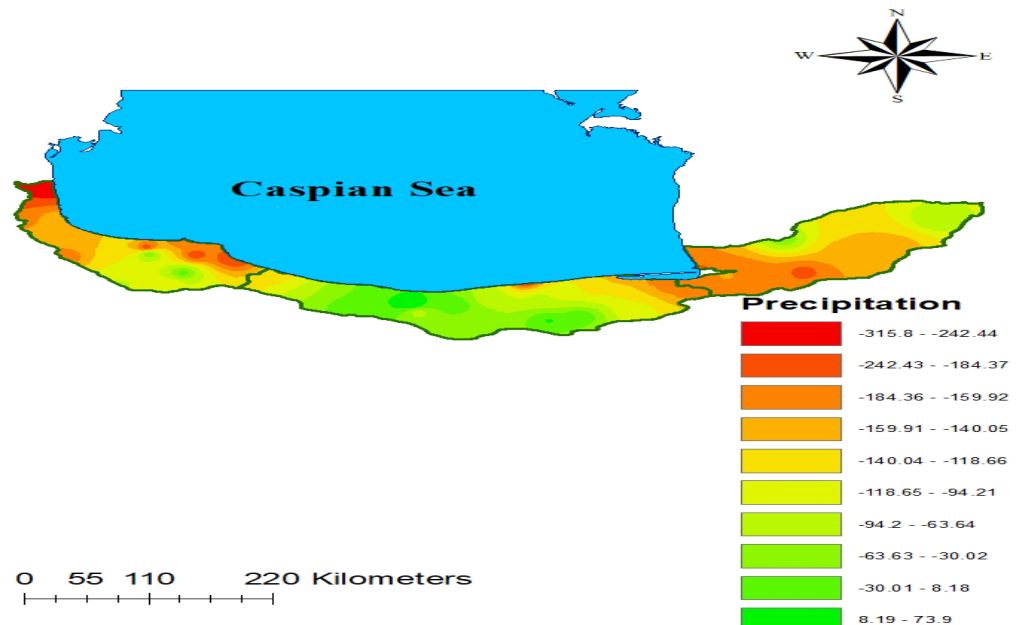 N
W E
S
Caspian Sea
Precipitation
-315.8 - -242.44
-242.43 - -184.37
-184.36 - -159.92
-159.91 - -140.05
-140.04 - -118.66
-118.65 - -94.21
-94.2 - -63.64
-63.63 - -30.02
-30.01 - 8.18
8.19 - 73.9
0 55 110 220 Kilometers